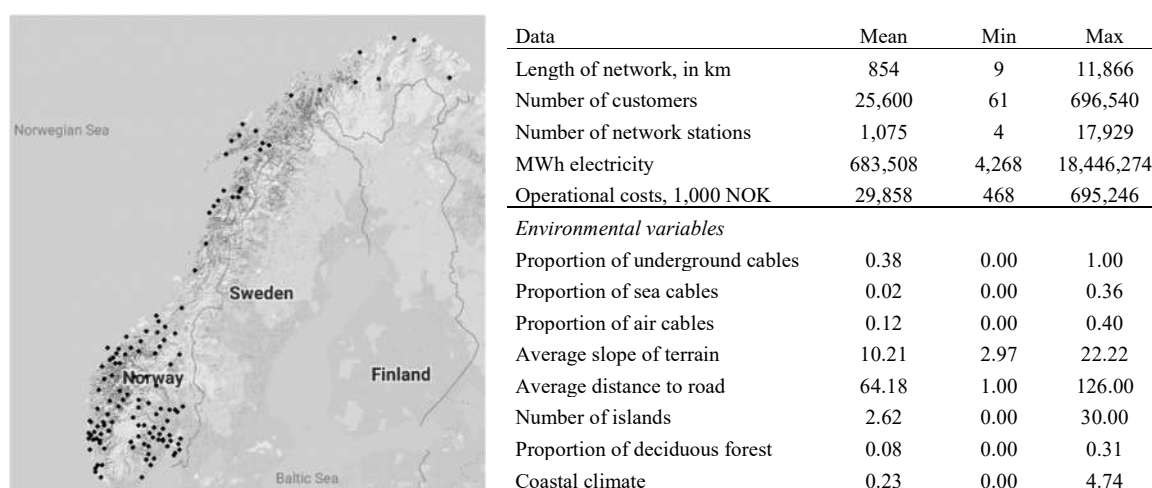 Norwegian Sea
Sweden
Norway
Finland
Baltic Sea
Data Mean Min Max
Length of network, in km 854 9 11,866
Number of customers 25,600 61 696,540
Number of network stations 1,075 4 17,929
MWh electricity 683,508 4,268 18,446,274
Operational costs, 1,000 NOK 29,858 468 695,246
Environmental variables
Proportion of underground cables 0.38 0.00 1.00
Proportion of sea cables 0.02 0.00 0.36
Proportion of air cables 0.12 0.00 0.40
Average slope of terrain 10.21 2.97 22.22
Average distance to road 64.18 1.00 126.00
Number of islands 2.62 0.00 30.00
Proportion of deciduous forest 0.08 0.00 0.31
Coastal climate 0.23 0.00 4.74